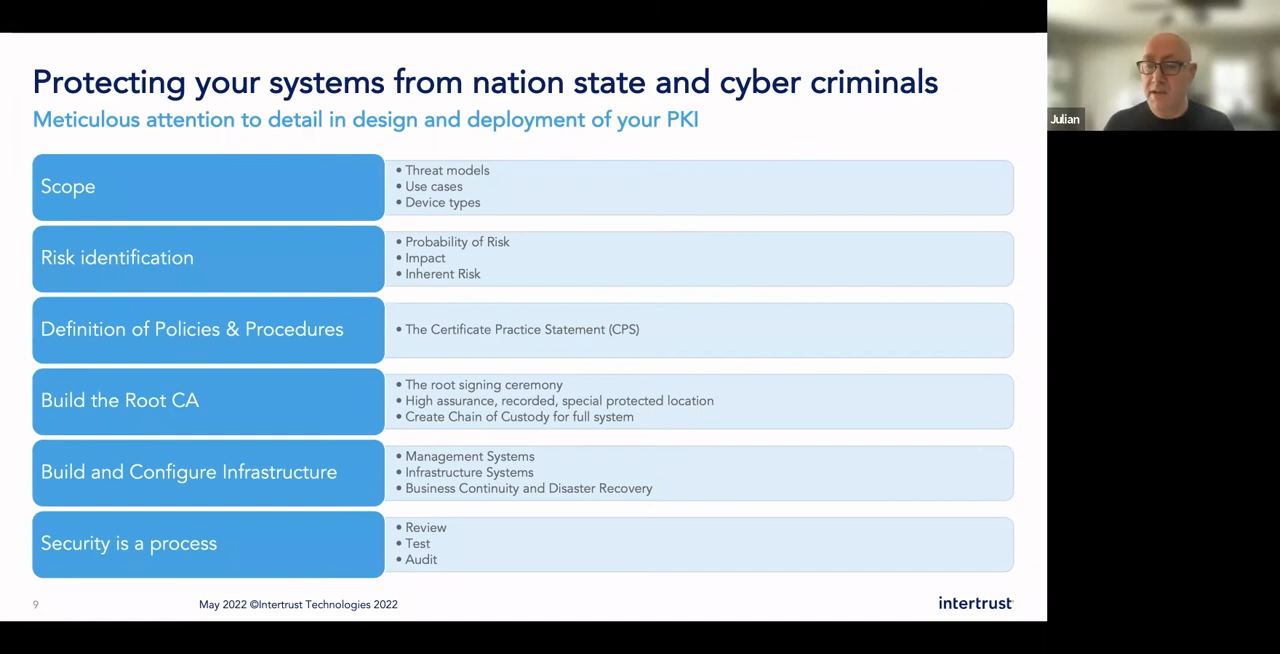 Protecting your systems from nation state and cyber criminals
Meticulous attention to detail in design and deployment of your PKI
Scope
• Threat models
• Use cases
• Device types
Risk identification
• Probability of Risk
• Impact
• Inherent Risk
Definition of Policies & Procedures
• The Certificate Practice Statement (CPS)
Build the Root CA
• The root signing ceremony
• High assurance, recorded, special protected location
• Create Chain of Custody for full system
Build and Configure Infrastructure
• Management Systems
• Infrastructure Systems
• Business Continuity and Disaster Recovery
Security is a process
• Review
• Test
• Audit
9
May 2022 ©Intertrust Technologies 2022
intertrust
Julian